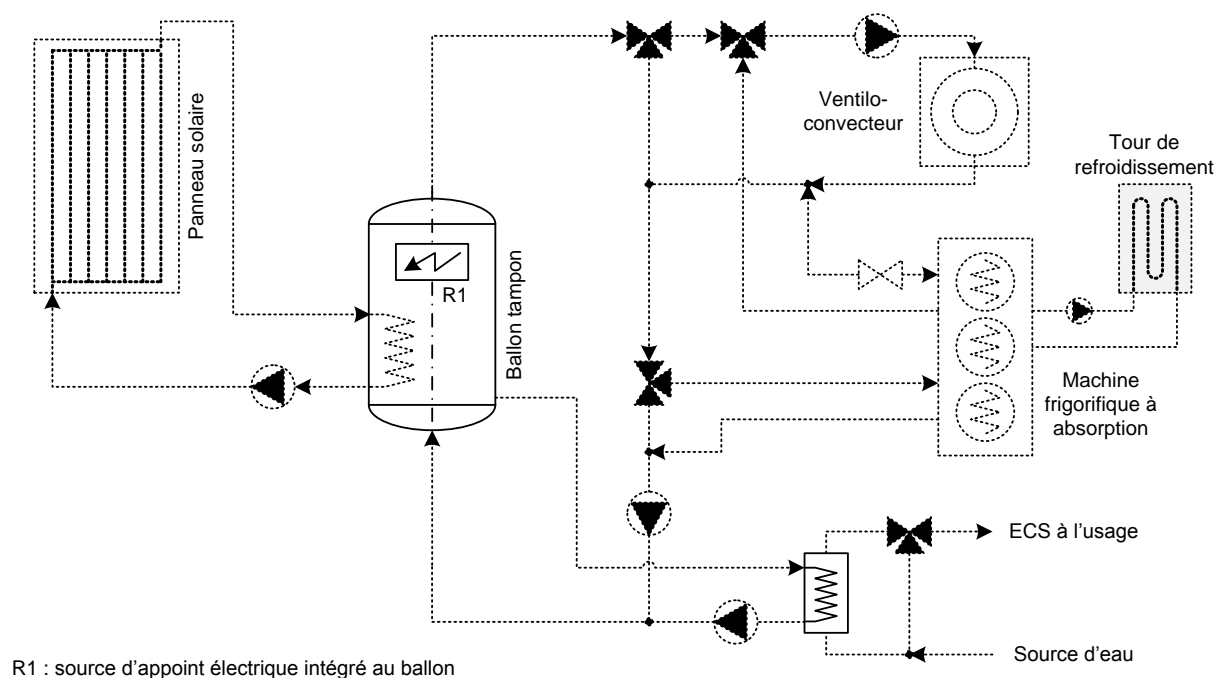 Panneau solaire
Ventilo-
convecteur
Tour de
refroidissement
R1
Ballon tampon
Machine
frigorifique à
absorption
ECS à l'usage
Source d'eau
R1 : source d'appoint électrique intégré au ballon